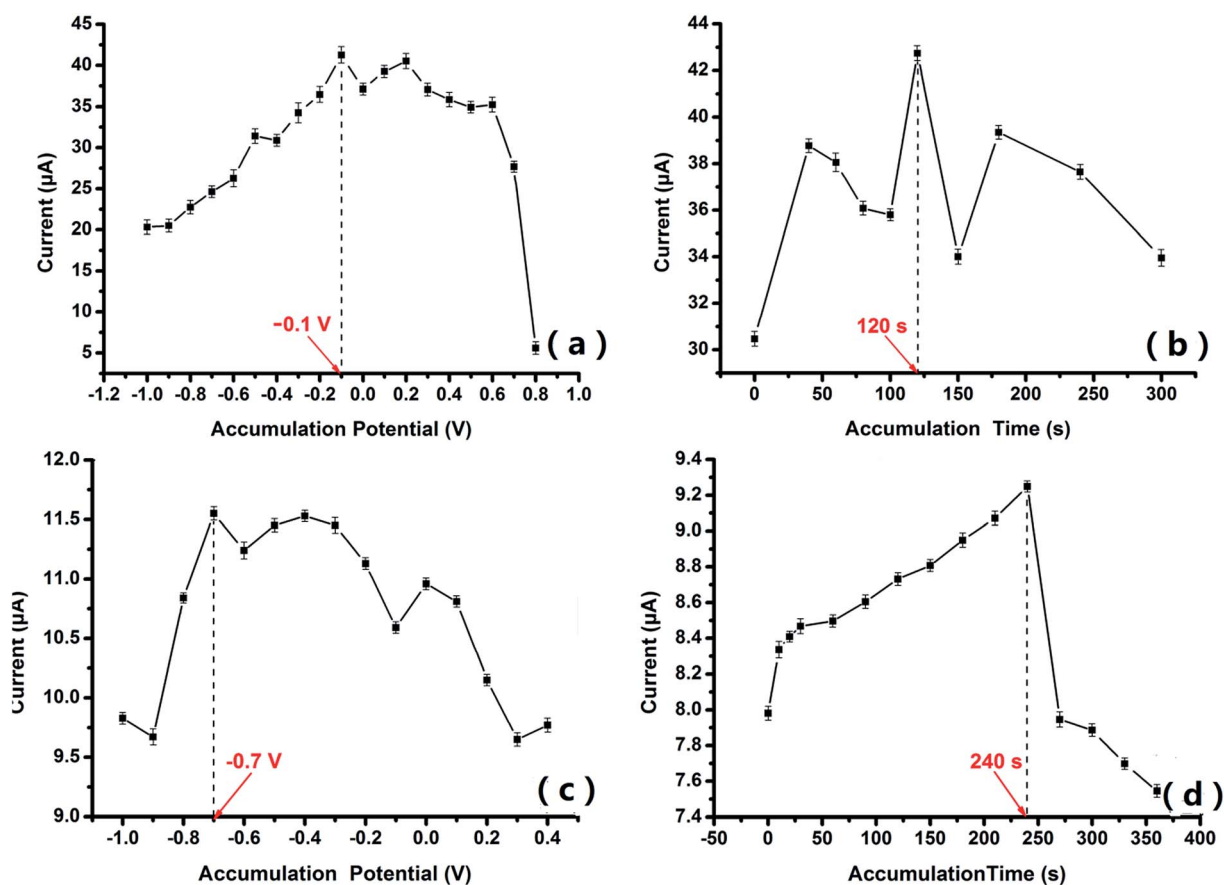 45
40
35
30
25
20
15
10
5
Current (µA)
−0.1 V
( a )
-1.2 -1.0 -0.8 -0.6 -0.4 -0.2 0.0 0.2 0.4 0.6 0.8 1.0
Accumulation Potential (V)
44
43
42
40
39
38
36
35
34
32
31
30
Current (µA)
120 s
( b )
0 50 100 150 200 250 300
Accumulation Time (s)
12.0
11.5
11.0
10.5
10.0
9.5
9.0
Current (µA)
-0.7 V
( c )
-1.0 -0.8 -0.6 -0.4 -0.2 0.0 0.2 0.4
Accumulation Potential (V)
9.4
9.2
9.0
8.8
8.6
8.4
8.2
8.0
7.8
7.6
7.4
Current (µA)
240 s
( d )
-50 0 50 100 150 200 250 300 350 400
AccumulationTime (s)